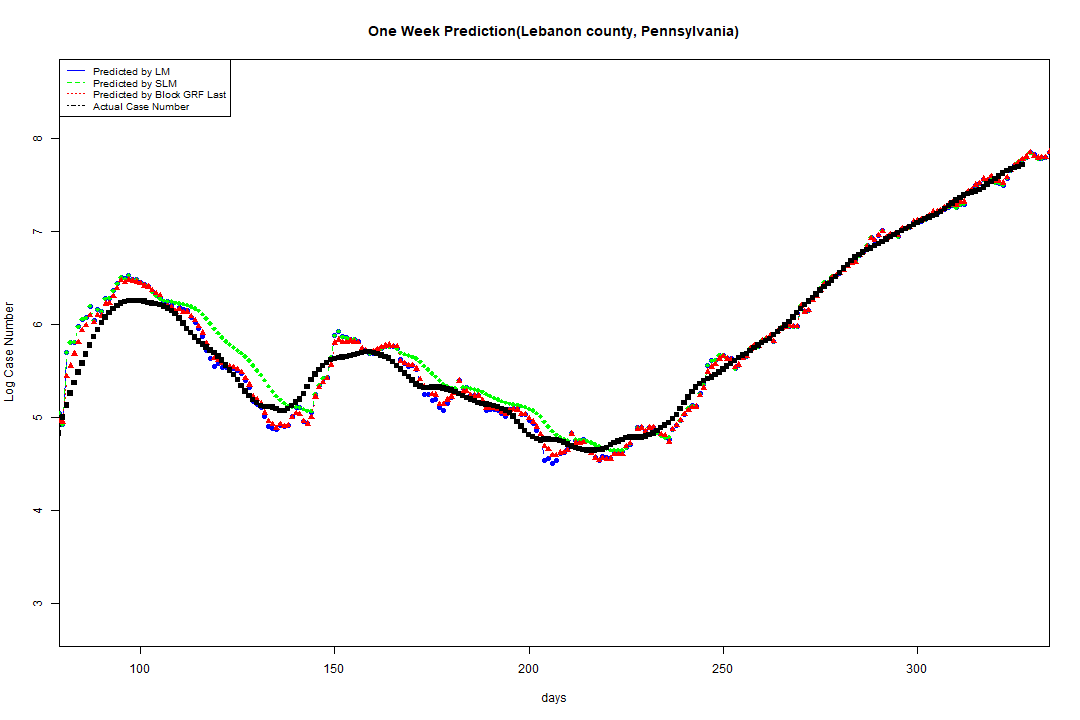 One Week Prediction(Lebanon county, Pennsylvania)
Predicted by LM
Predicted by SLM
Predicted by Block GRF Last
Actual Case Number
8
7
6
5
4
3
Log Case Number
100 150 200 250 300
days